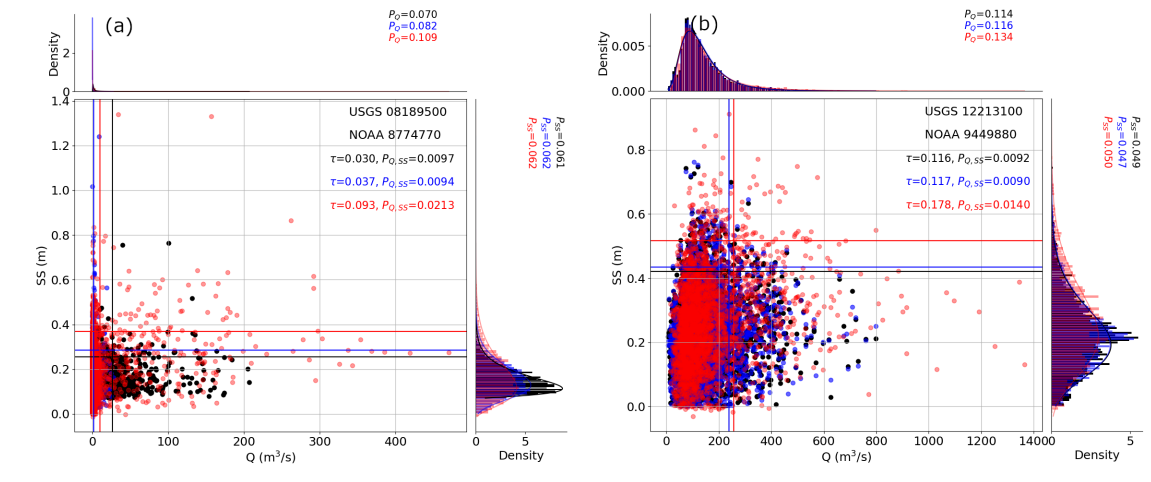 (a)
P_Q=0.070
P_Q=0.082
P_Q=0.109
Density
2
0
1.4
1.2
1.0
0.8
0.6
0.4
0.2
0.0
SS (m)
USGS 08189500
NOAA 8774770
τ=0.030, P_Q,SS=0.0097
τ=0.037, P_Q,SS=0.0094
τ=0.093, P_Q,SS=0.0213
0 100 200 300 400
Q (m³/s)
P_SS=0.061
P_SS=0.062
P_SS=0.062
0 5
Density
(b)
P_Q=0.114
P_Q=0.116
P_Q=0.134
Density
0.005
0.000
0.8
0.6
0.4
0.2
0.0
SS (m)
USGS 12213100
NOAA 9449880
τ=0.116, P_Q,SS=0.0092
τ=0.117, P_Q,SS=0.0090
τ=0.178, P_Q,SS=0.0140
0 200 400 600 800 1000 1200 1400
Q (m³/s)
P_SS=0.049
P_SS=0.047
P_SS=0.050
0 5
Density